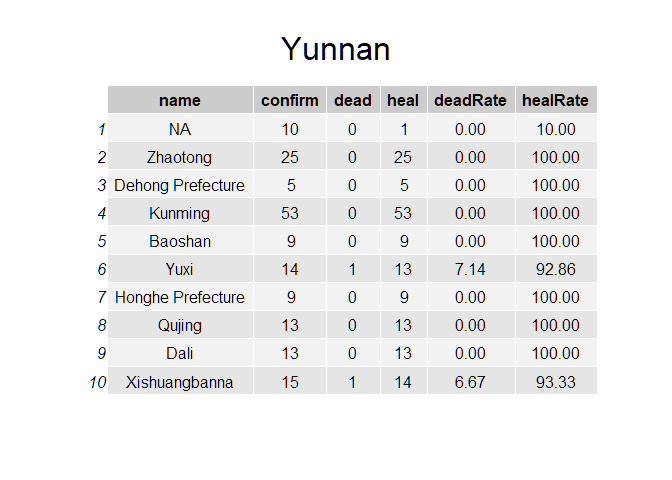 Yunnan
name confirm dead heal deadRate healRate
1 NA 10 0 1 0.00 10.00
2 Zhaotong 25 0 25 0.00 100.00
3 Dehong Prefecture 5 0 5 0.00 100.00
4 Kunming 53 0 53 0.00 100.00
5 Baoshan 9 0 9 0.00 100.00
6 Yuxi 14 1 13 7.14 92.86
7 Honghe Prefecture 9 0 9 0.00 100.00
8 Qujing 13 0 13 0.00 100.00
9 Dali 13 0 13 0.00 100.00
10 Xishuangbanna 15 1 14 6.67 93.33